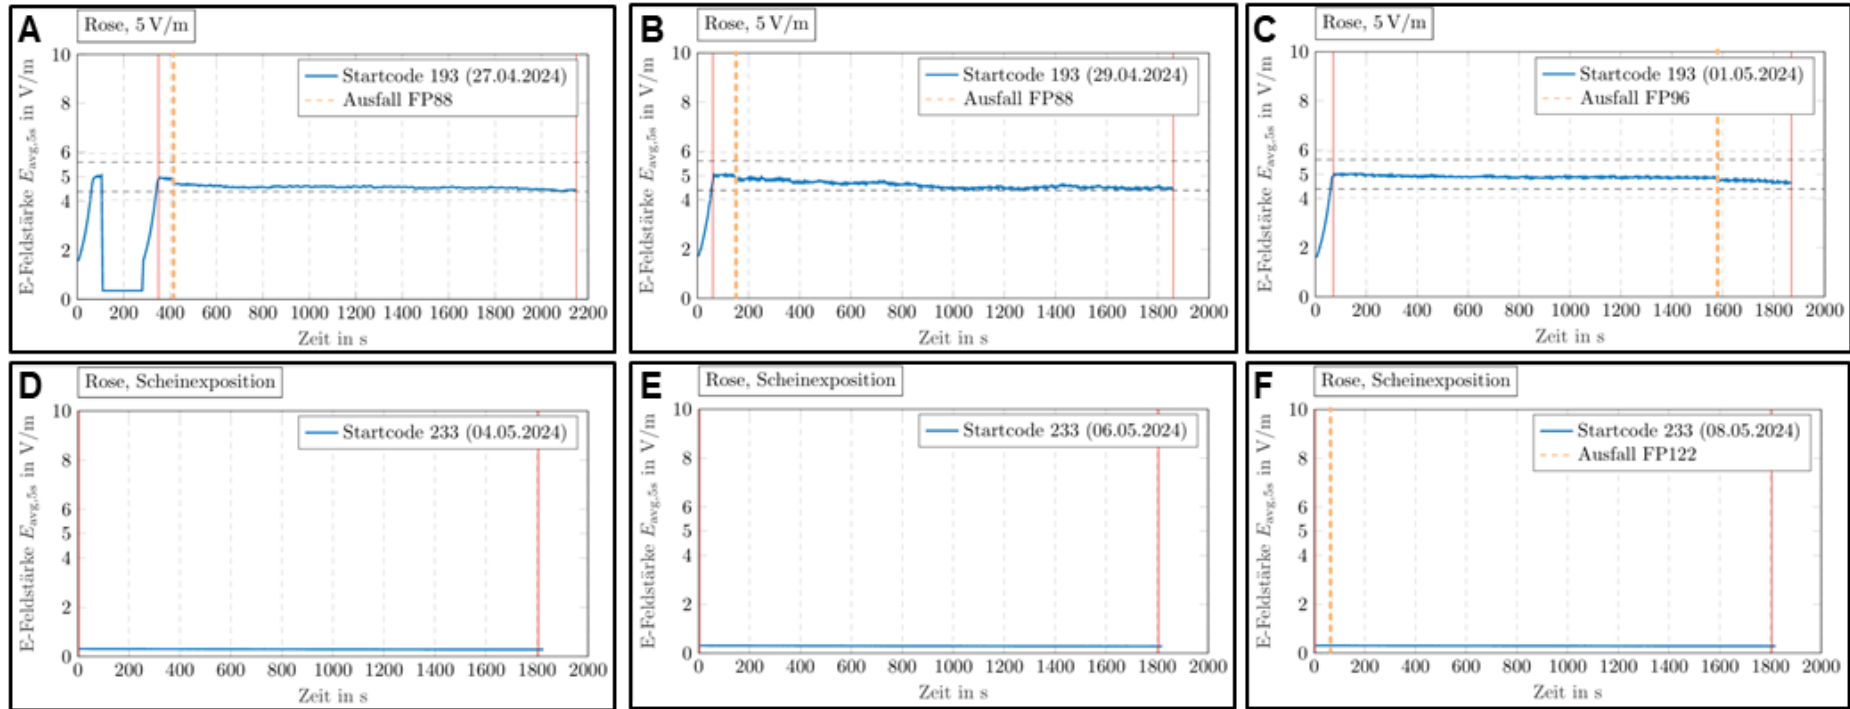 A
Rose, 5 V/m
E-Feldstärke E_avg,5s in V/m
10
8
6
5
4
2
0
Startcode 193 (27.04.2024)
Ausfall FP88
0 200 400 600 800 1000 1200 1400 1600 1800 2000 2200
Zeit in s
B
Rose, 5 V/m
E-Feldstärke E_avg,5s in V/m
10
8
6
5
4
2
0
Startcode 193 (29.04.2024)
Ausfall FP88
0 200 400 600 800 1000 1200 1400 1600 1800 2000
Zeit in s
C
Rose, 5 V/m
E-Feldstärke E_avg,5s in V/m
10
8
6
5
4
2
0
Startcode 193 (01.05.2024)
Ausfall FP96
0 200 400 600 800 1000 1200 1400 1600 1800 2000
Zeit in s
D
Rose, Scheinexposition
E-Feldstärke E_avg,5s in V/m
10
8
6
5
4
2
0
Startcode 233 (04.05.2024)
0 200 400 600 800 1000 1200 1400 1600 1800 2000
Zeit in s
E
Rose, Scheinexposition
E-Feldstärke E_avg,5s in V/m
10
8
6
5
4
2
0
Startcode 233 (06.05.2024)
0 200 400 600 800 1000 1200 1400 1600 1800 2000
Zeit in s
F
Rose, Scheinexposition
E-Feldstärke E_avg,5s in V/m
10
8
6
5
4
2
0
Startcode 233 (08.05.2024)
Ausfall FP122
0 200 400 600 800 1000 1200 1400 1600 1800 2000
Zeit in s